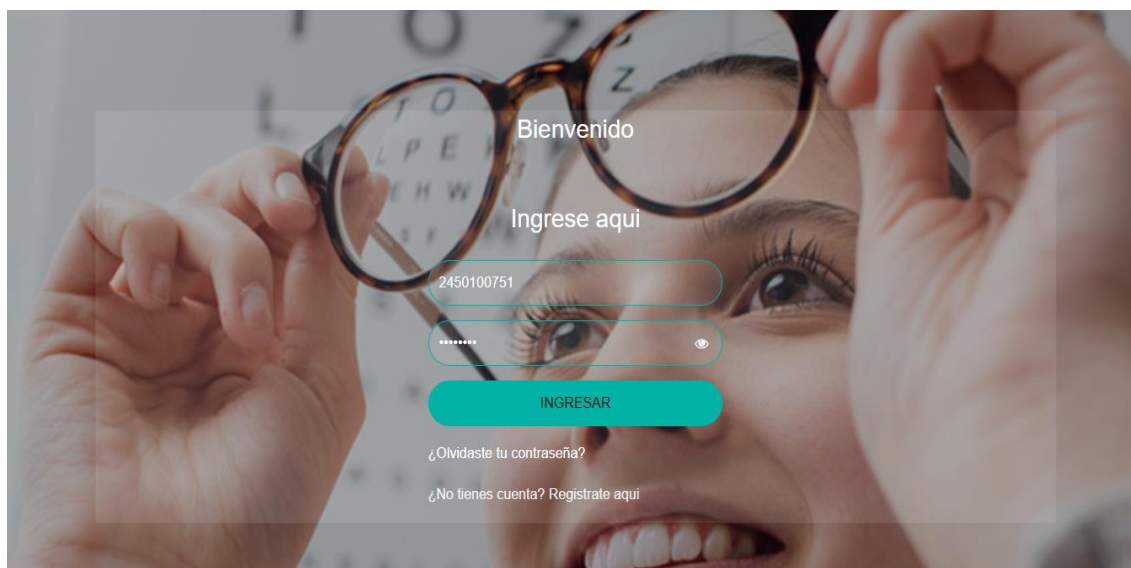 O Z
L T O Z
L P E
E H W
S F
Bienvenido
Ingrese aqui
2450100751
••••••••
INGRESAR
¿Olvidaste tu contraseña?
¿No tienes cuenta? Registrate aqui